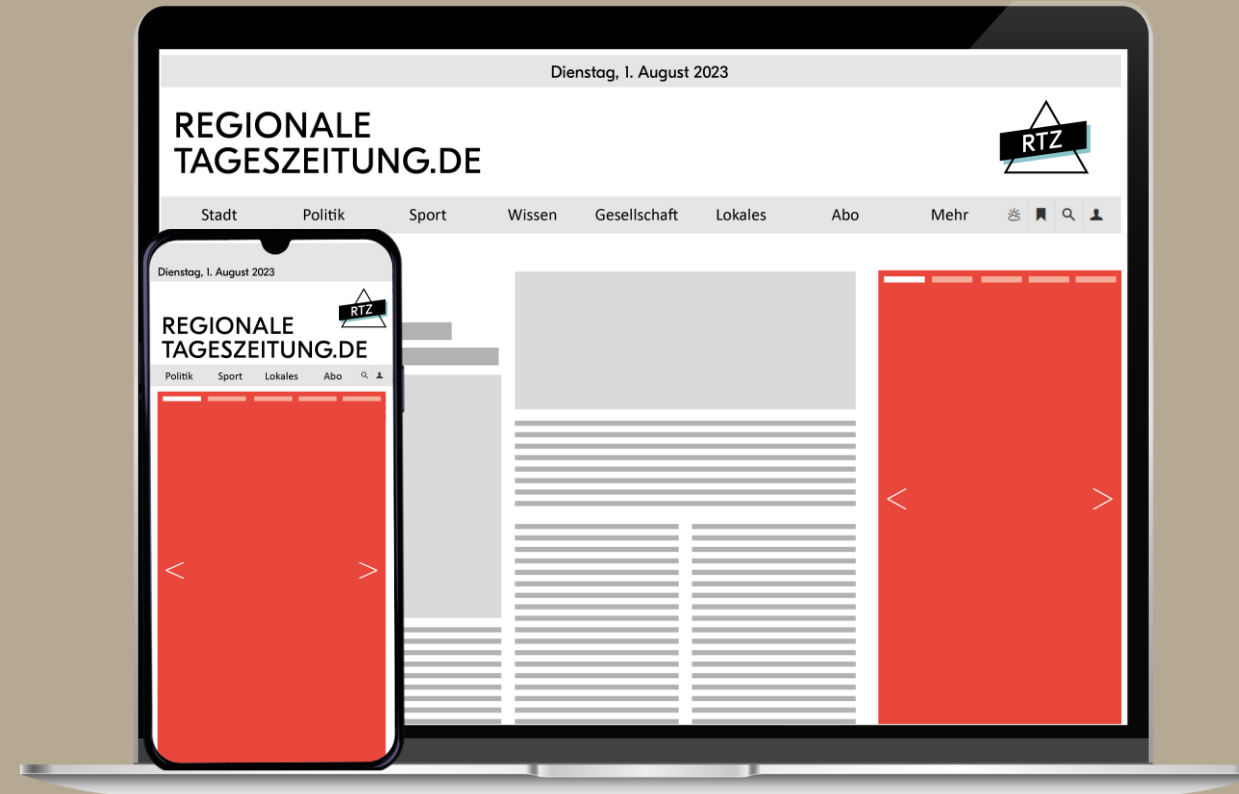 Dienstag, 1. August 2023
REGIONALE
TAGESZEITUNG.DE
RTZ
Stadt Politik Sport Wissen Gesellschaft Lokales Abo Mehr
< >
Dienstag, 1. August 2023
RTZ
REGIONALE
TAGESZEITUNG.DE
Politik Sport Lokales Abo
< >